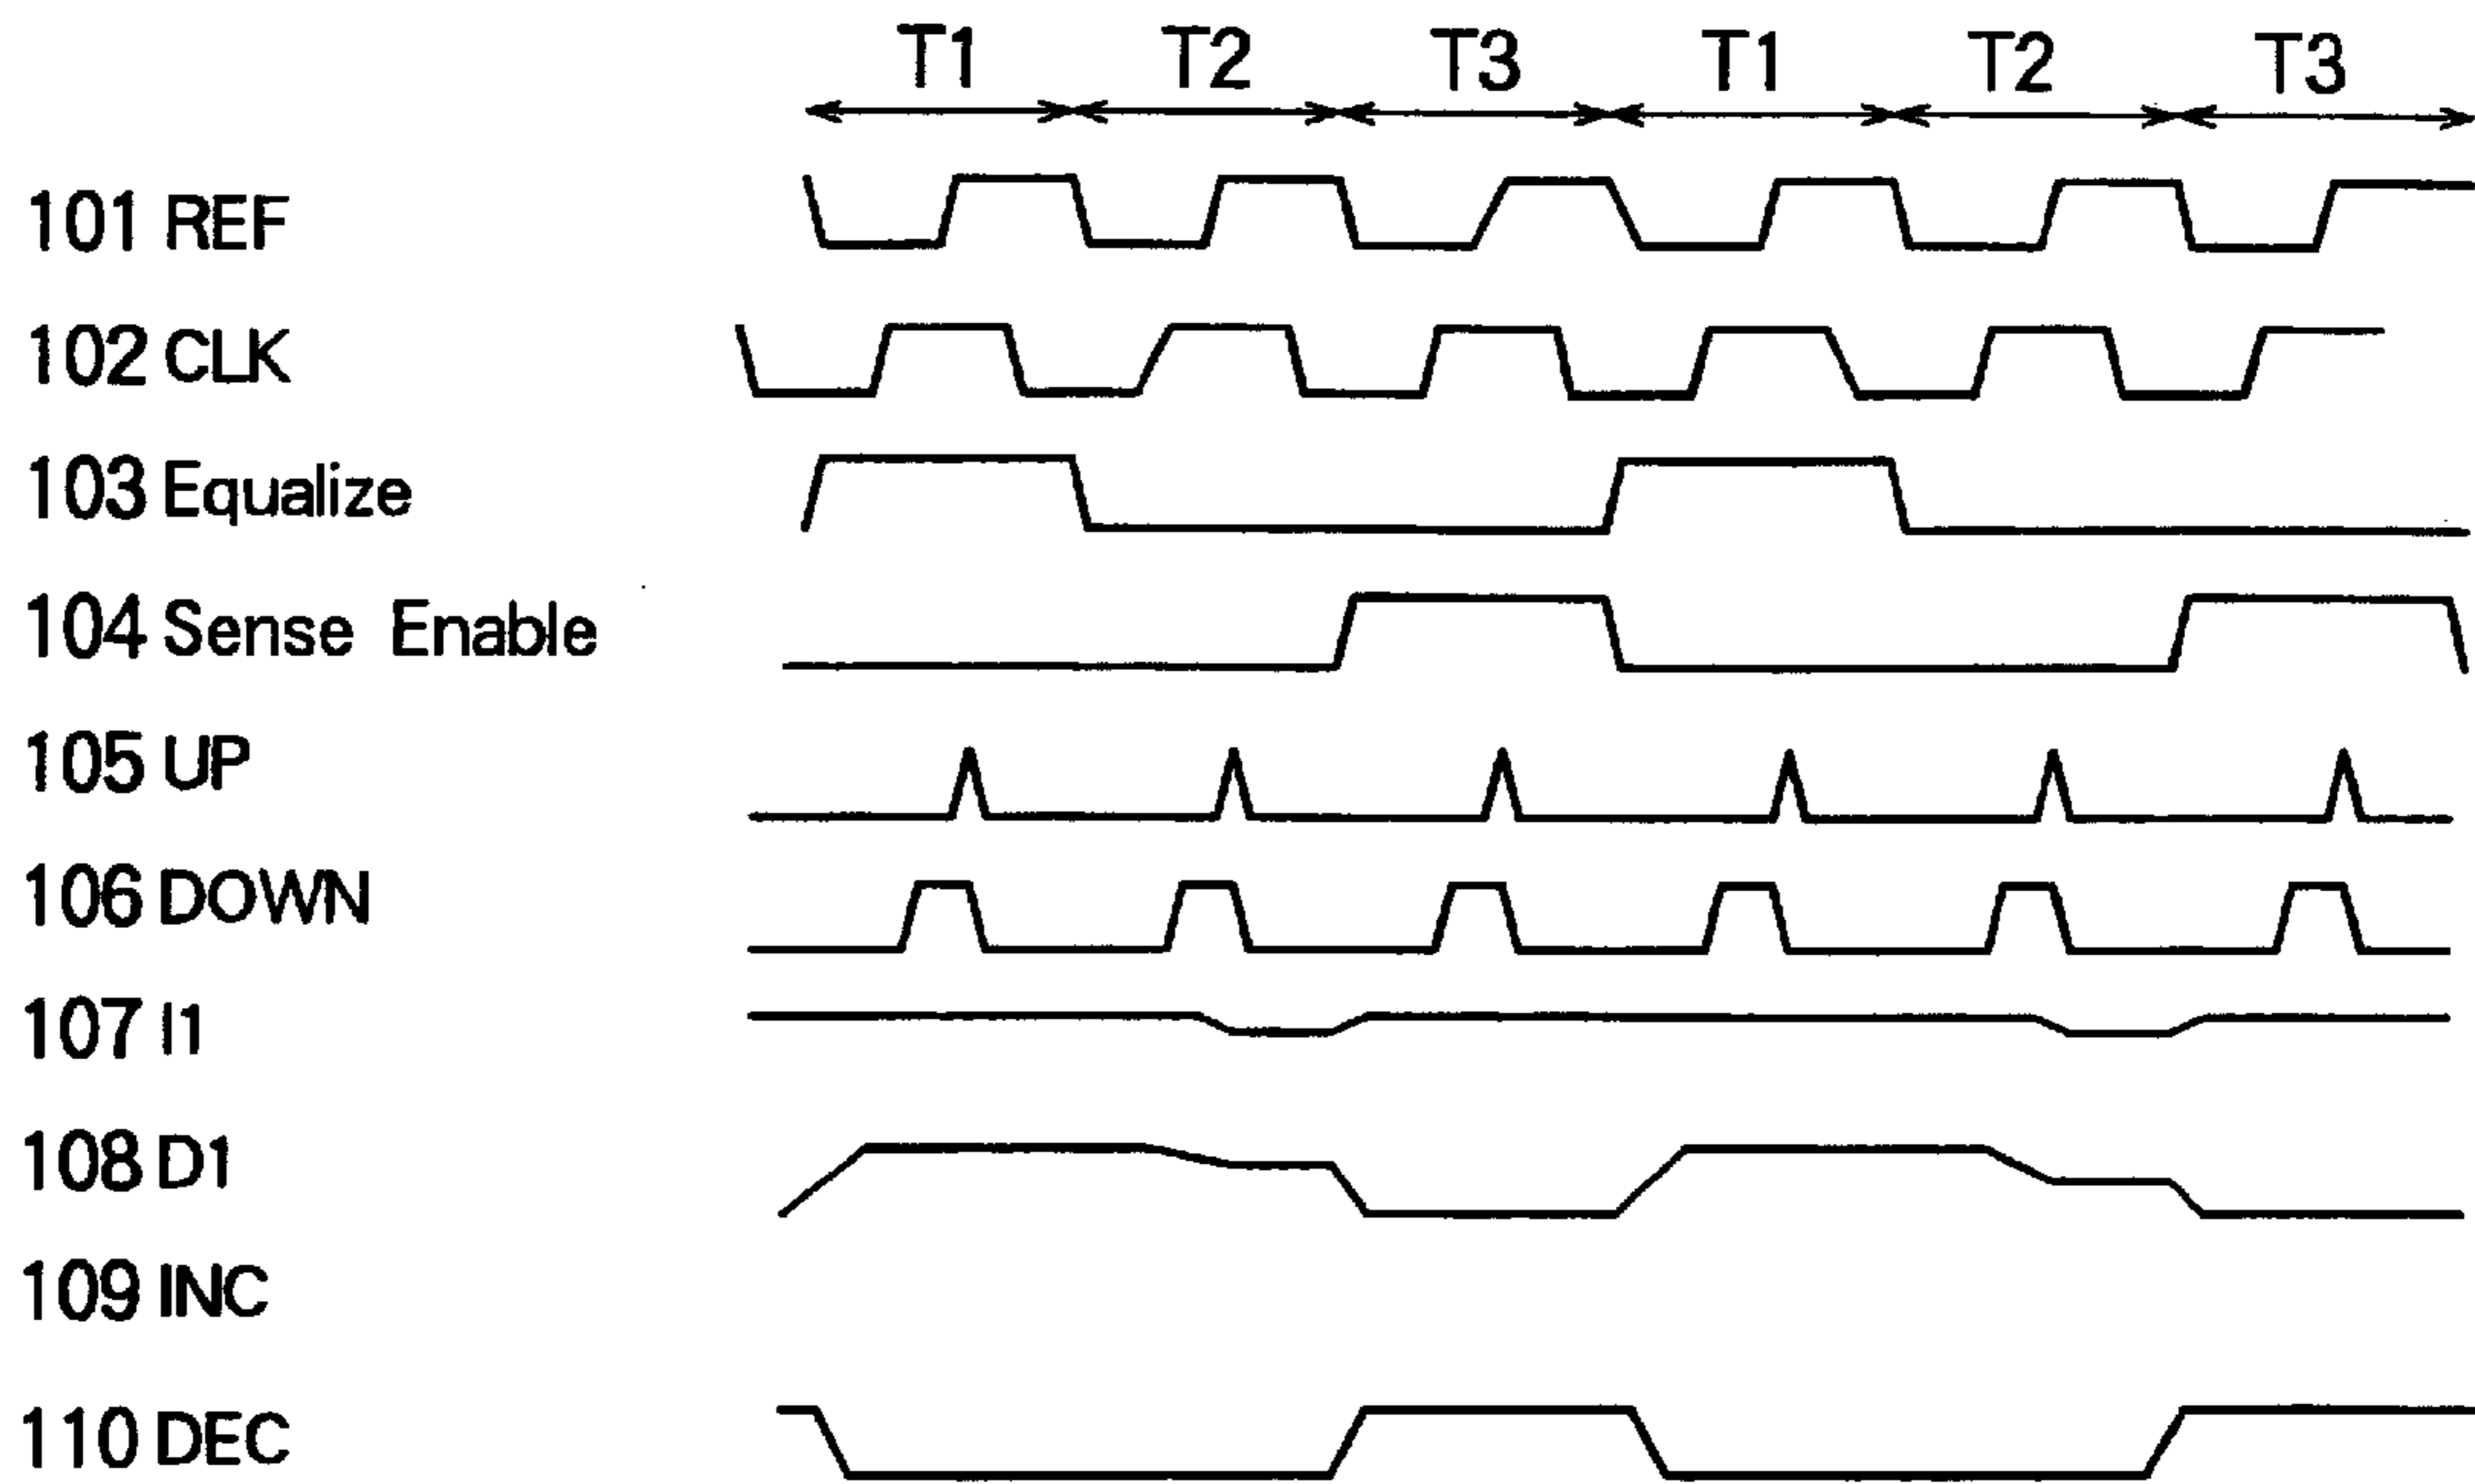 T1 T2 T3 T1 T2 T3
101 REF
102 CLK
103 Equalize
104 Sense Enable
105 UP
106 DOWN
107 I1
108 D1
109 INC
110 DEC